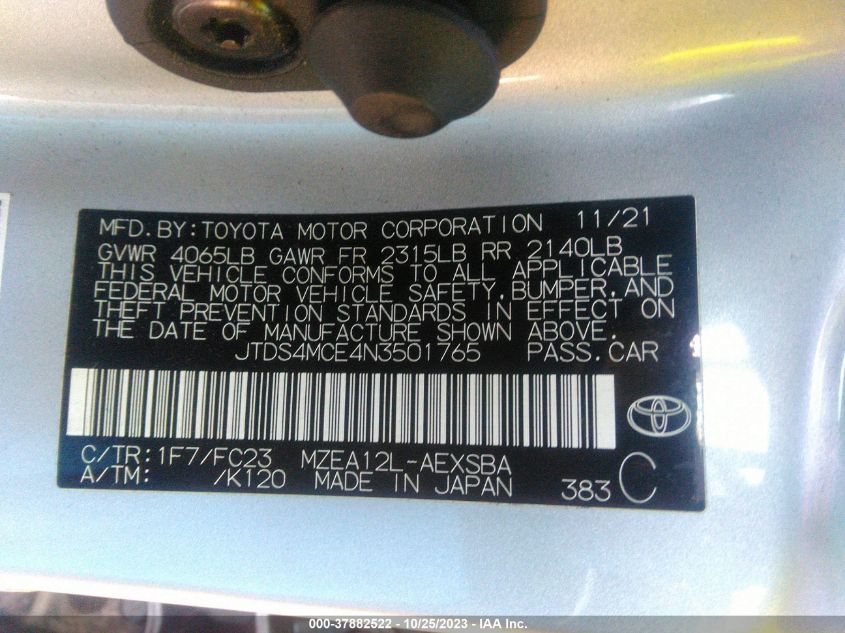 MFD.BY:TOYOTA MOTOR CORPORATION 11/21
GVWR 4065LB GAWR FR 2315LB RR 2140LB
THIS VEHICLE CONFORMS TO ALL APPLICABLE
FEDERAL MOTOR VEHICLE SAFETY,BUMPER,AND
THEFT PREVENTION STANDARDS IN EFFECT ON
THE DATE OF MANUFACTURE SHOWN ABOVE.
JTDS4MCE4N3501765 PASS.CAR
C/TR:1F7/FC23 MZEA12L-AEXSBA
A/TM: /K120 MADE IN JAPAN 383 C
000-37882522 - 10/25/2023 - IAA Inc.